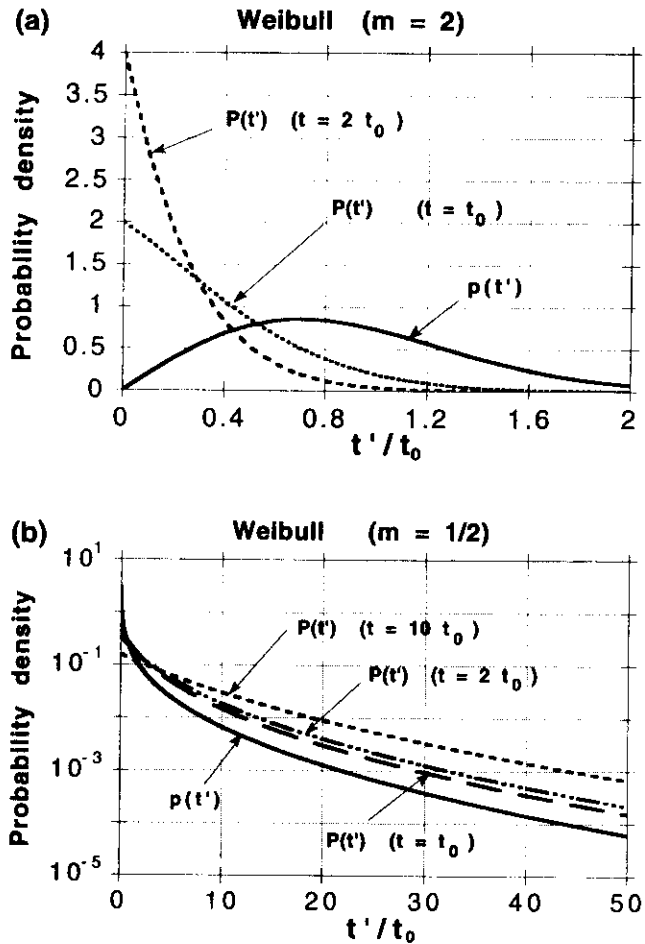 (a) Weibull (m = 2)
Probability density
4
3.5
3
2.5
2
1.5
1
0.5
0
P(t') (t = 2 t0 )
P(t') (t = t0 )
p(t')
0 0.4 0.8 1.2 1.6 2
t'/t0
(b) Weibull (m = 1/2)
Probability density
10^1
10^-1
10^-3
10^-5
P(t') (t = 10 t0 )
P(t') (t = 2 t0 )
p(t')
P(t') (t = t0 )
0 10 20 30 40 50
t'/t0